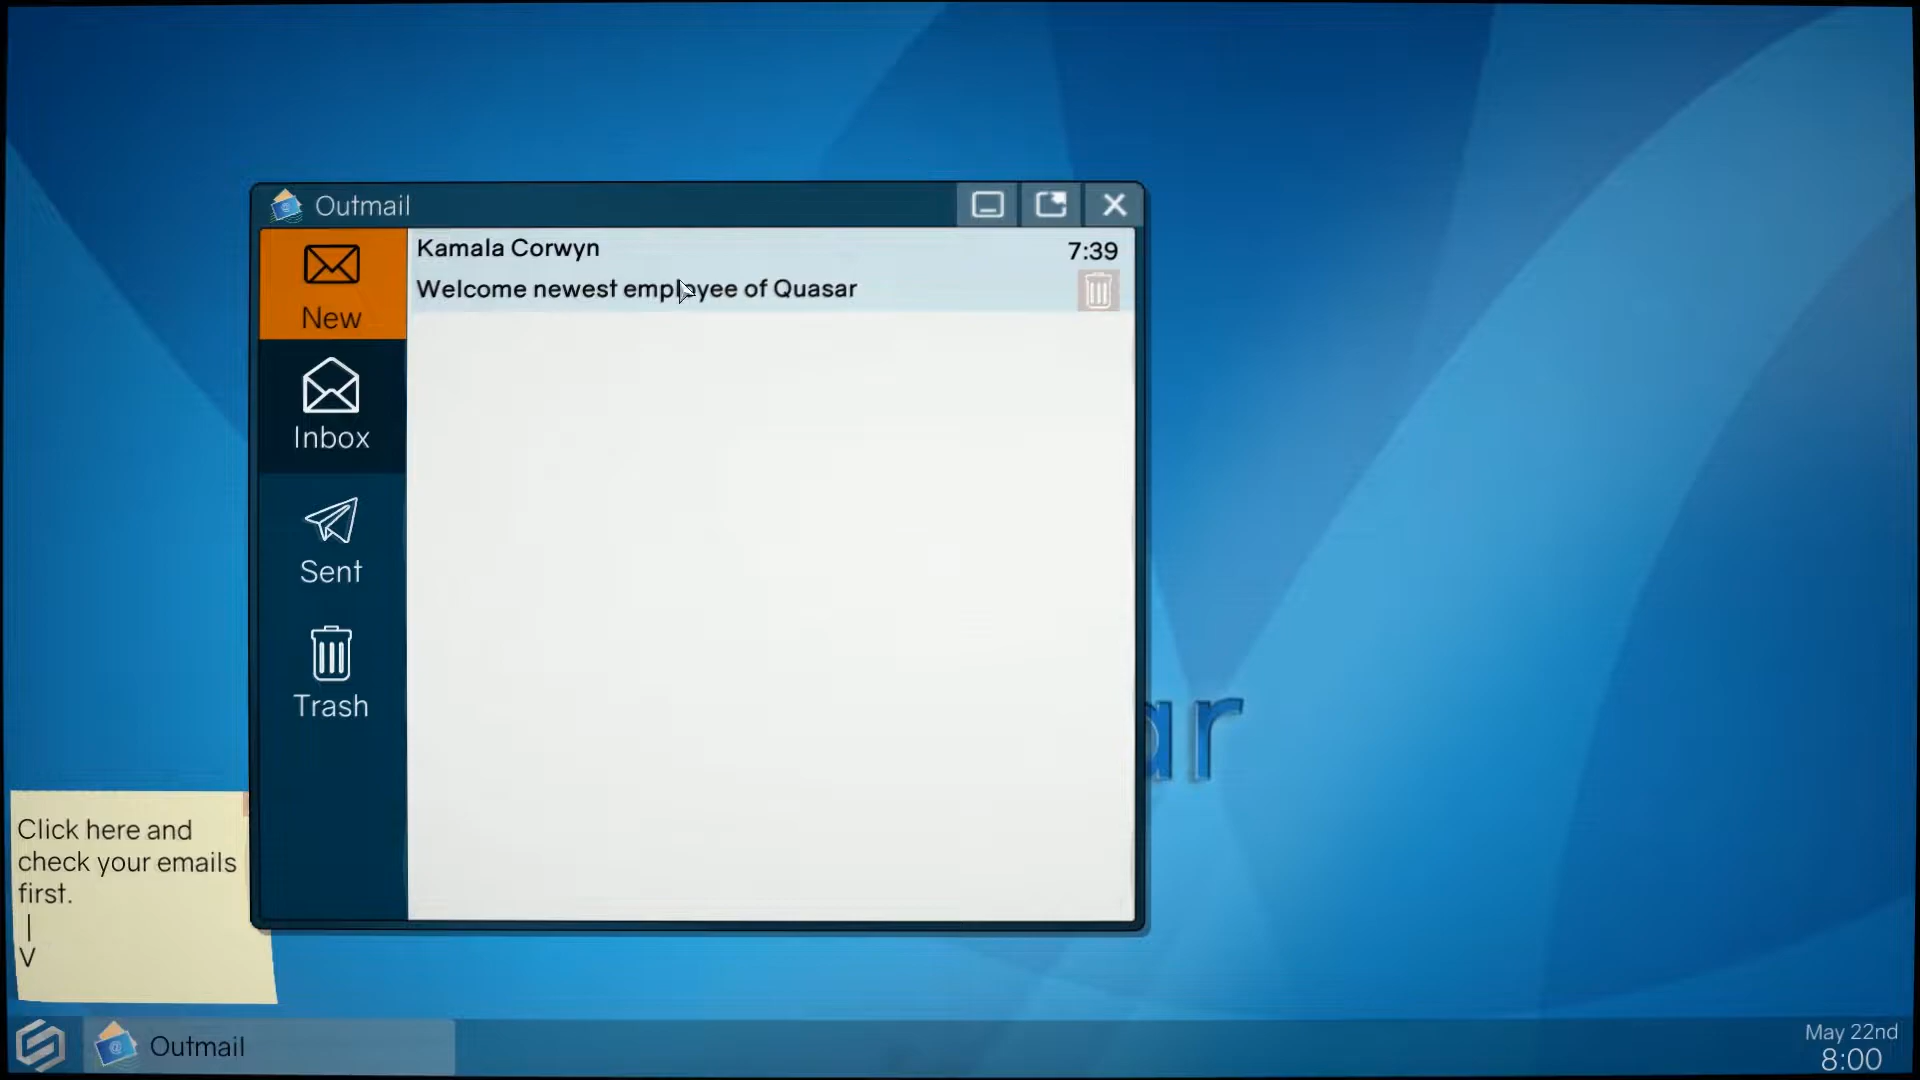 Outmail
New
Kamala Corwyn
7:39
Welcome newest employee of Quasar
Inbox
Sent
Trash
ar
Click here and
check your emails
first.
|
V
Outmail
May 22nd
8:00